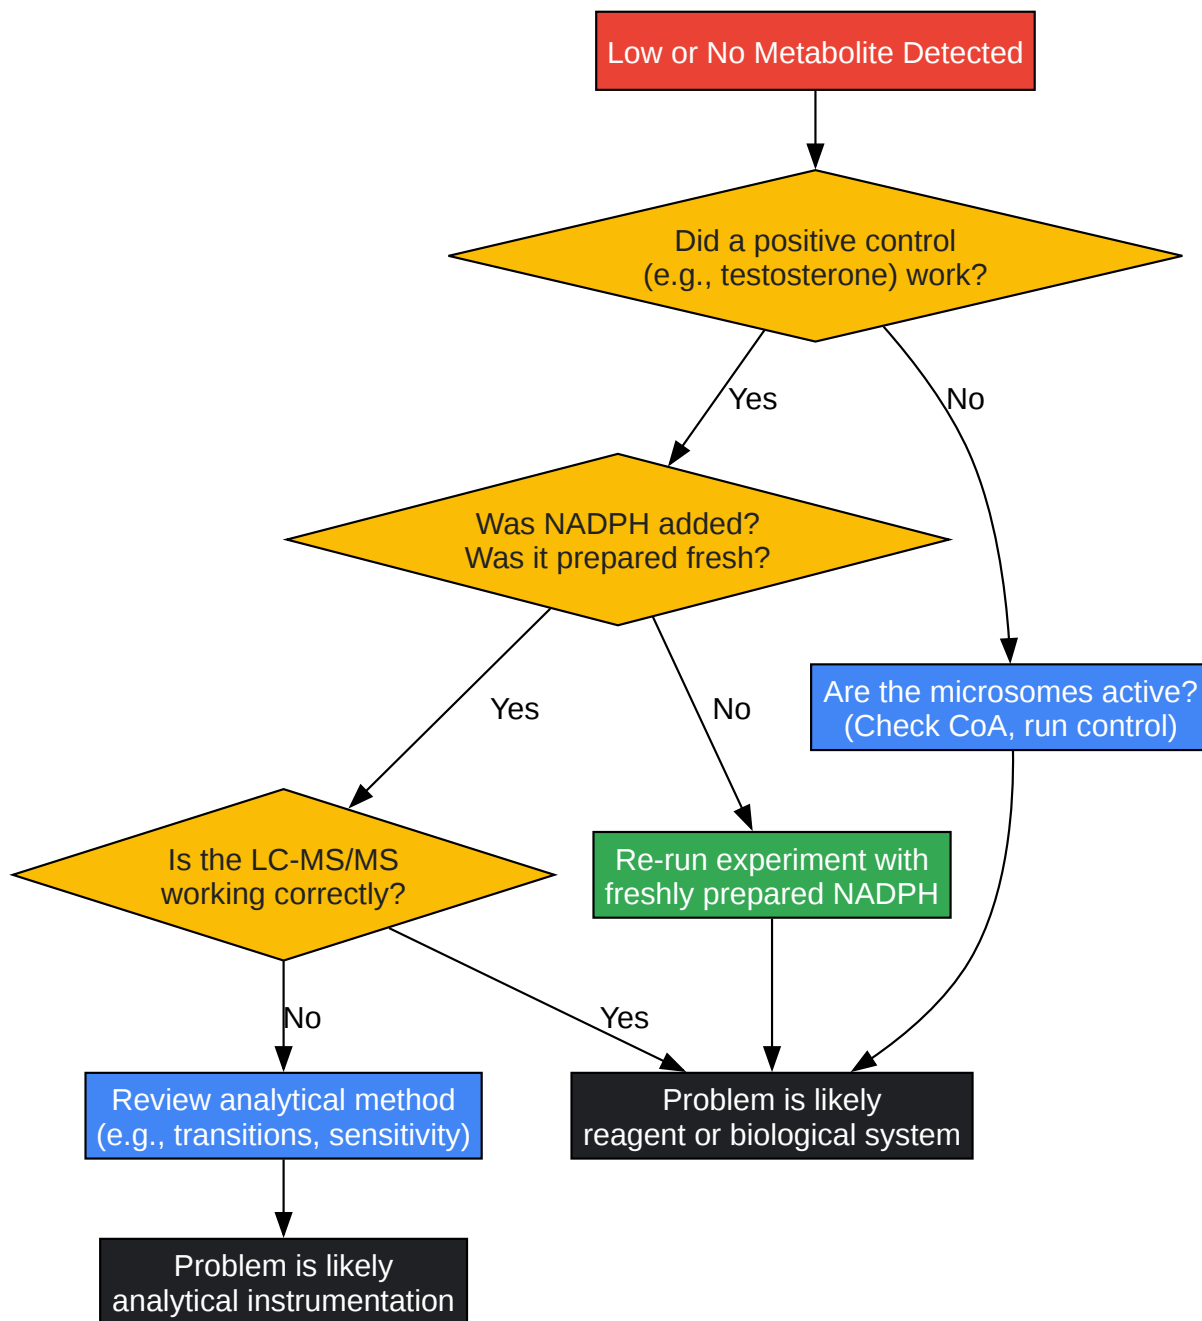 Low or No Metabolite Detected
Did a positive control
(e.g., testosterone) work?
Yes
No
Was NADPH added?
Was it prepared fresh?
Yes
No
Are the microsomes active?
(Check CoA, run control)
Is the LC-MS/MS
working correctly?
Re-run experiment with
freshly prepared NADPH
No
Yes
Review analytical method
(e.g., transitions, sensitivity)
Problem is likely
reagent or biological system
Problem is likely
analytical instrumentation